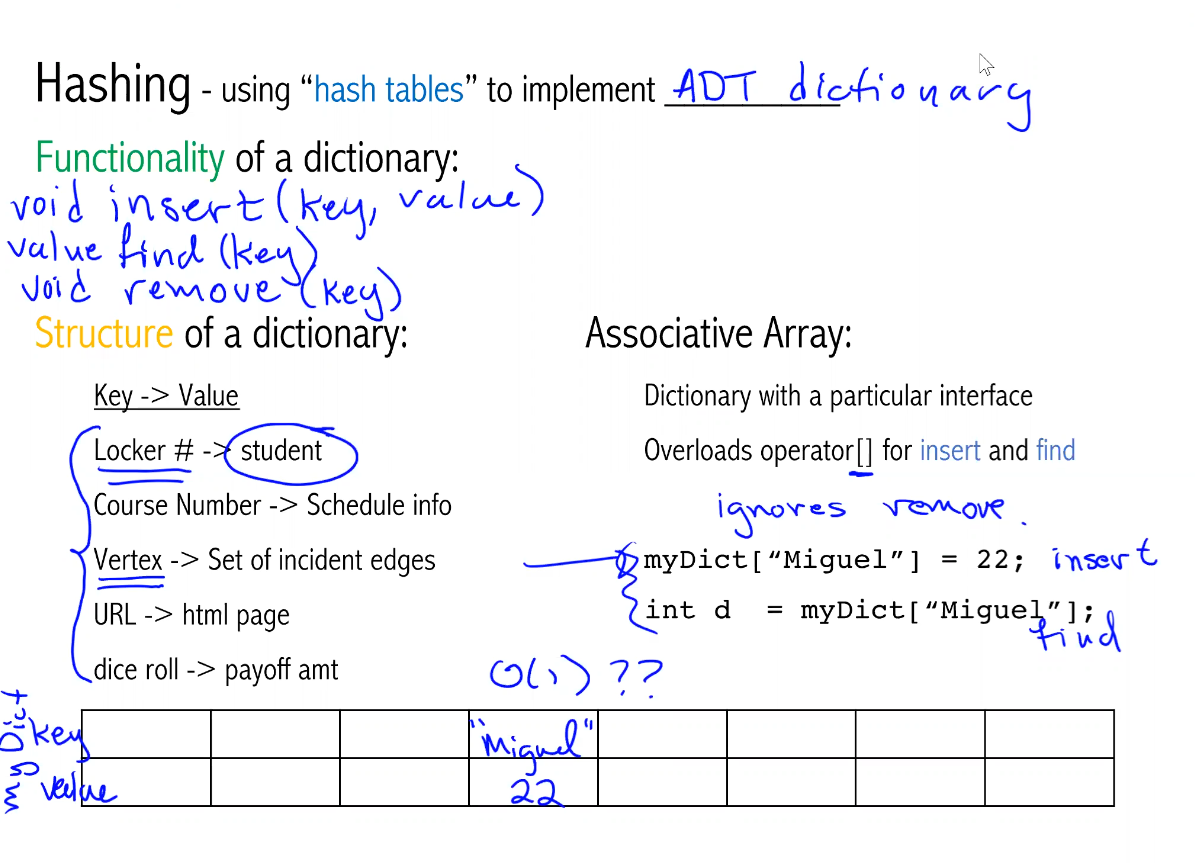 Hashing - using “hash tables” to implement ADT dictionary
Functionality of a dictionary:
void insert(key, value)
value find(key)
void remove(key)
Structure of a dictionary:
Key -> Value
Locker # -> student
Course Number -> Schedule info
Vertex -> Set of incident edges
URL -> html page
dice roll -> payoff amt
Associative Array:
Dictionary with a particular interface
Overloads operator[] for insert and find
ignores remove.
myDict[“Miguel”] = 22; insert
int d = myDict[“Miguel”];
find
O(1) ??
myDict
key "Miguel"
value 22